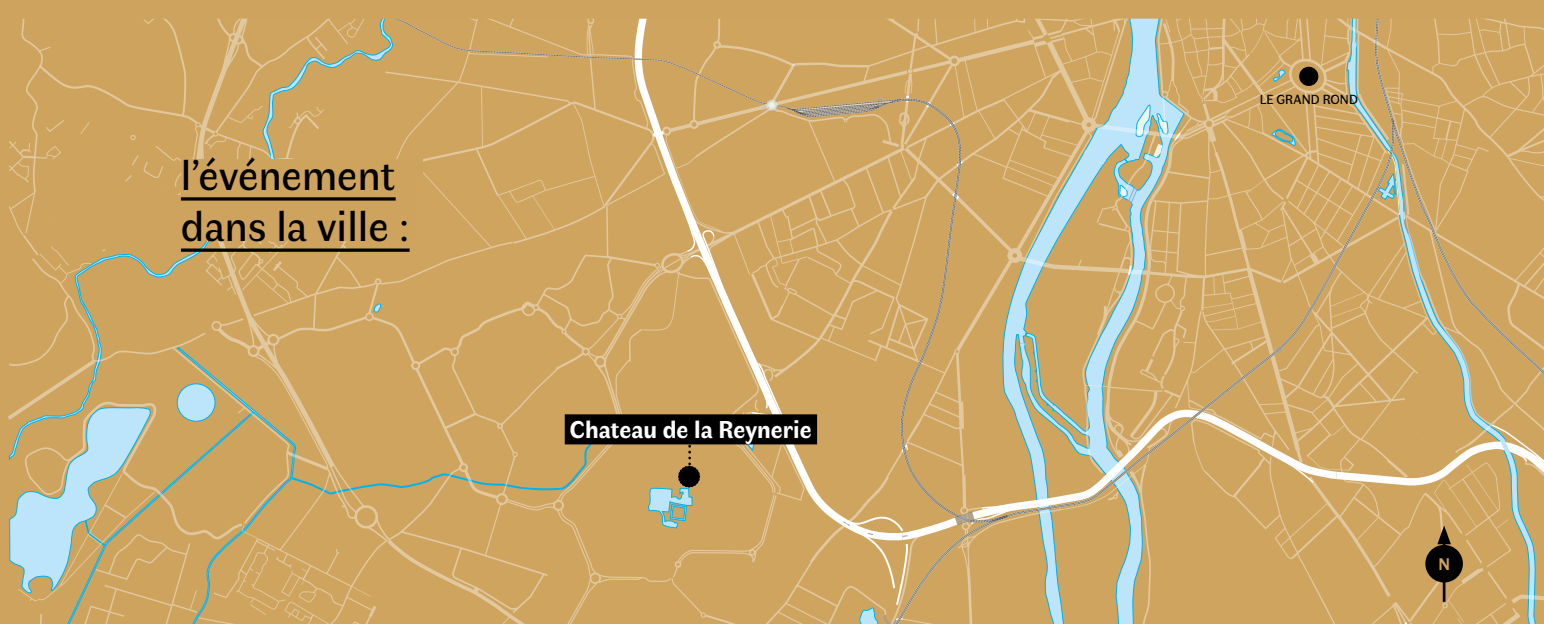 LE GRAND ROND
l'événement
dans la ville :
Chateau de la Reynerie
N